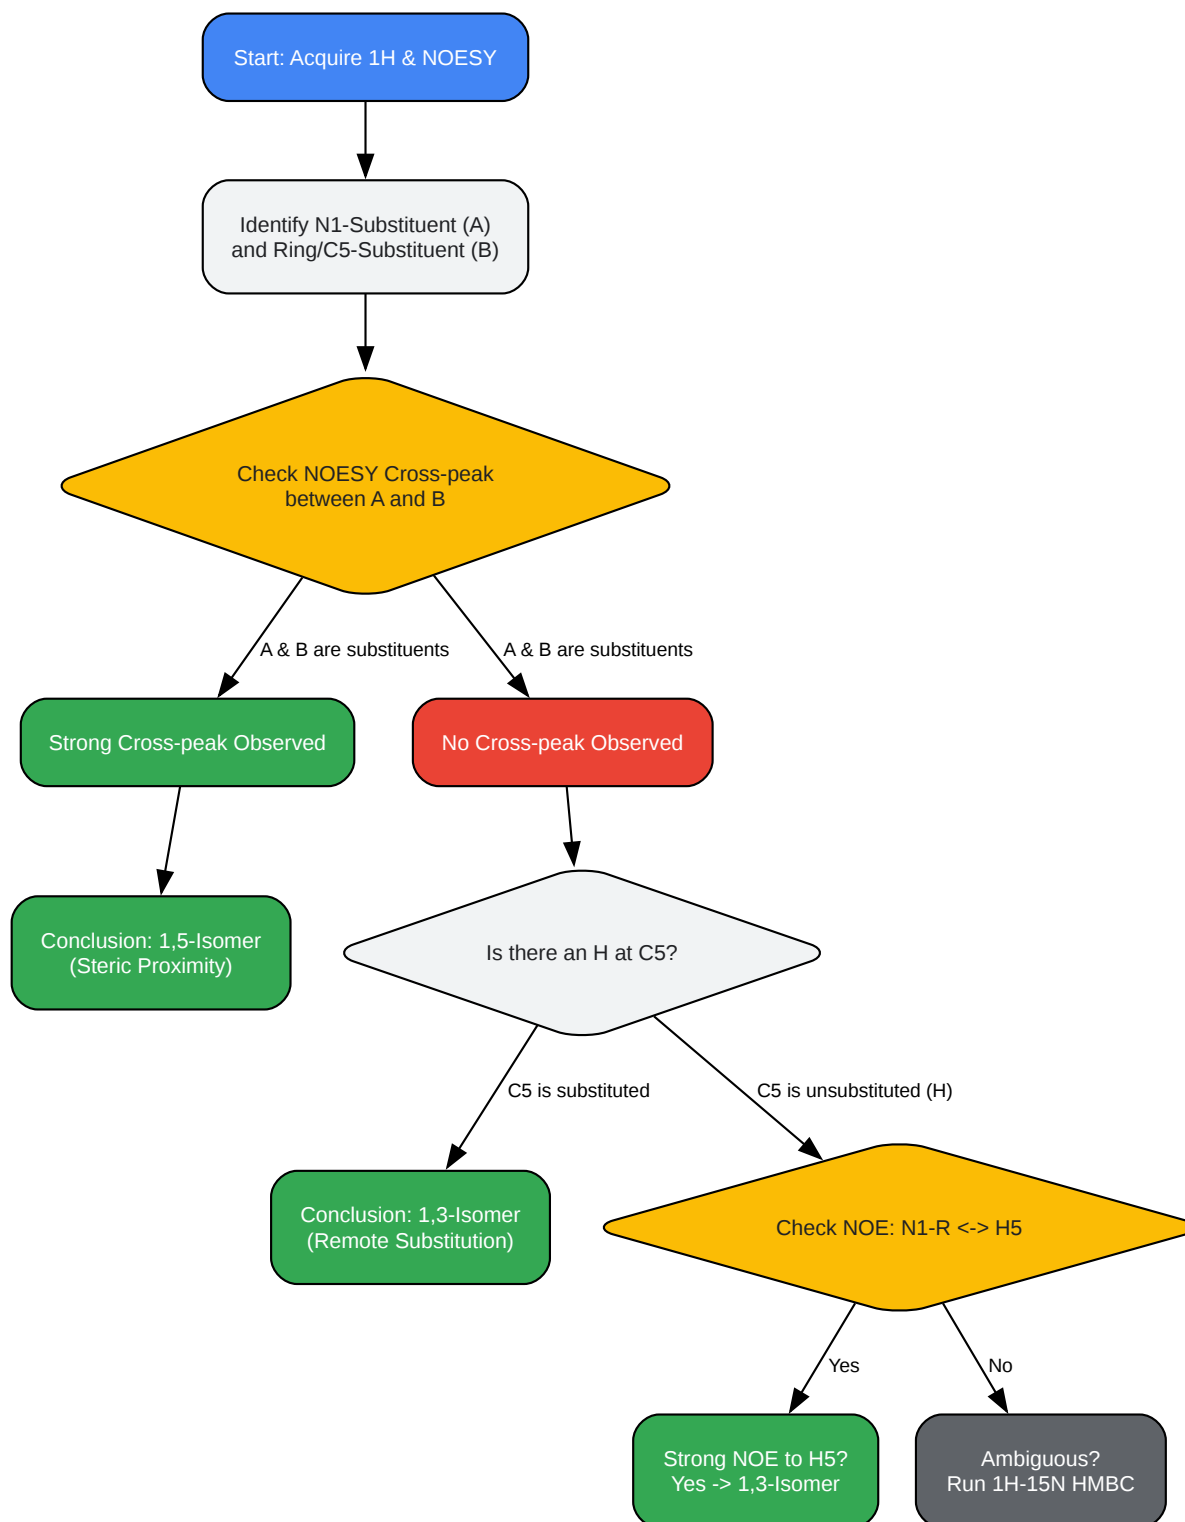 Start: Acquire 1H & NOESY
Identify N1-Substituent (A)
and Ring/C5-Substituent (B)
Check NOESY Cross-peak
between A and B
A & B are substituents
A & B are substituents
Strong Cross-peak Observed
No Cross-peak Observed
Conclusion: 1,5-Isomer
(Steric Proximity)
Is there an H at C5?
C5 is substituted
C5 is unsubstituted (H)
Conclusion: 1,3-Isomer
(Remote Substitution)
Check NOE: N1-R <-> H5
Yes
No
Strong NOE to H5?
Yes -> 1,3-Isomer
Ambiguous?
Run 1H-15N HMBC